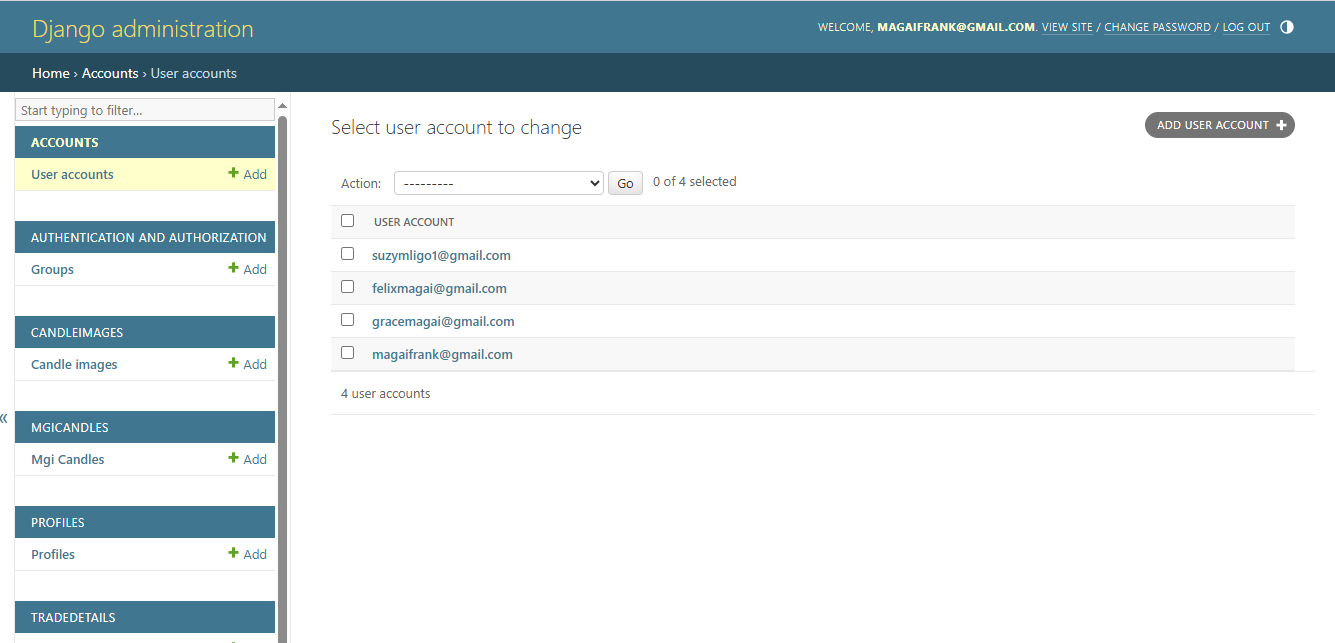 Django administration
WELCOME, MAGAIFRANK@GMAIL.COM. VIEW SITE / CHANGE PASSWORD / LOG OUT
Home › Accounts › User accounts
Start typing to filter...
ACCOUNTS
User accounts + Add
AUTHENTICATION AND AUTHORIZATION
Groups + Add
CANDLEIMAGES
Candle images + Add
«
MGICANDLES
Mgi Candles + Add
PROFILES
Profiles + Add
TRADEDETAILS
Select user account to change
ADD USER ACCOUNT +
Action: --------- Go 0 of 4 selected
USER ACCOUNT
suzymligo1@gmail.com
felixmagai@gmail.com
gracemagai@gmail.com
magaifrank@gmail.com
4 user accounts